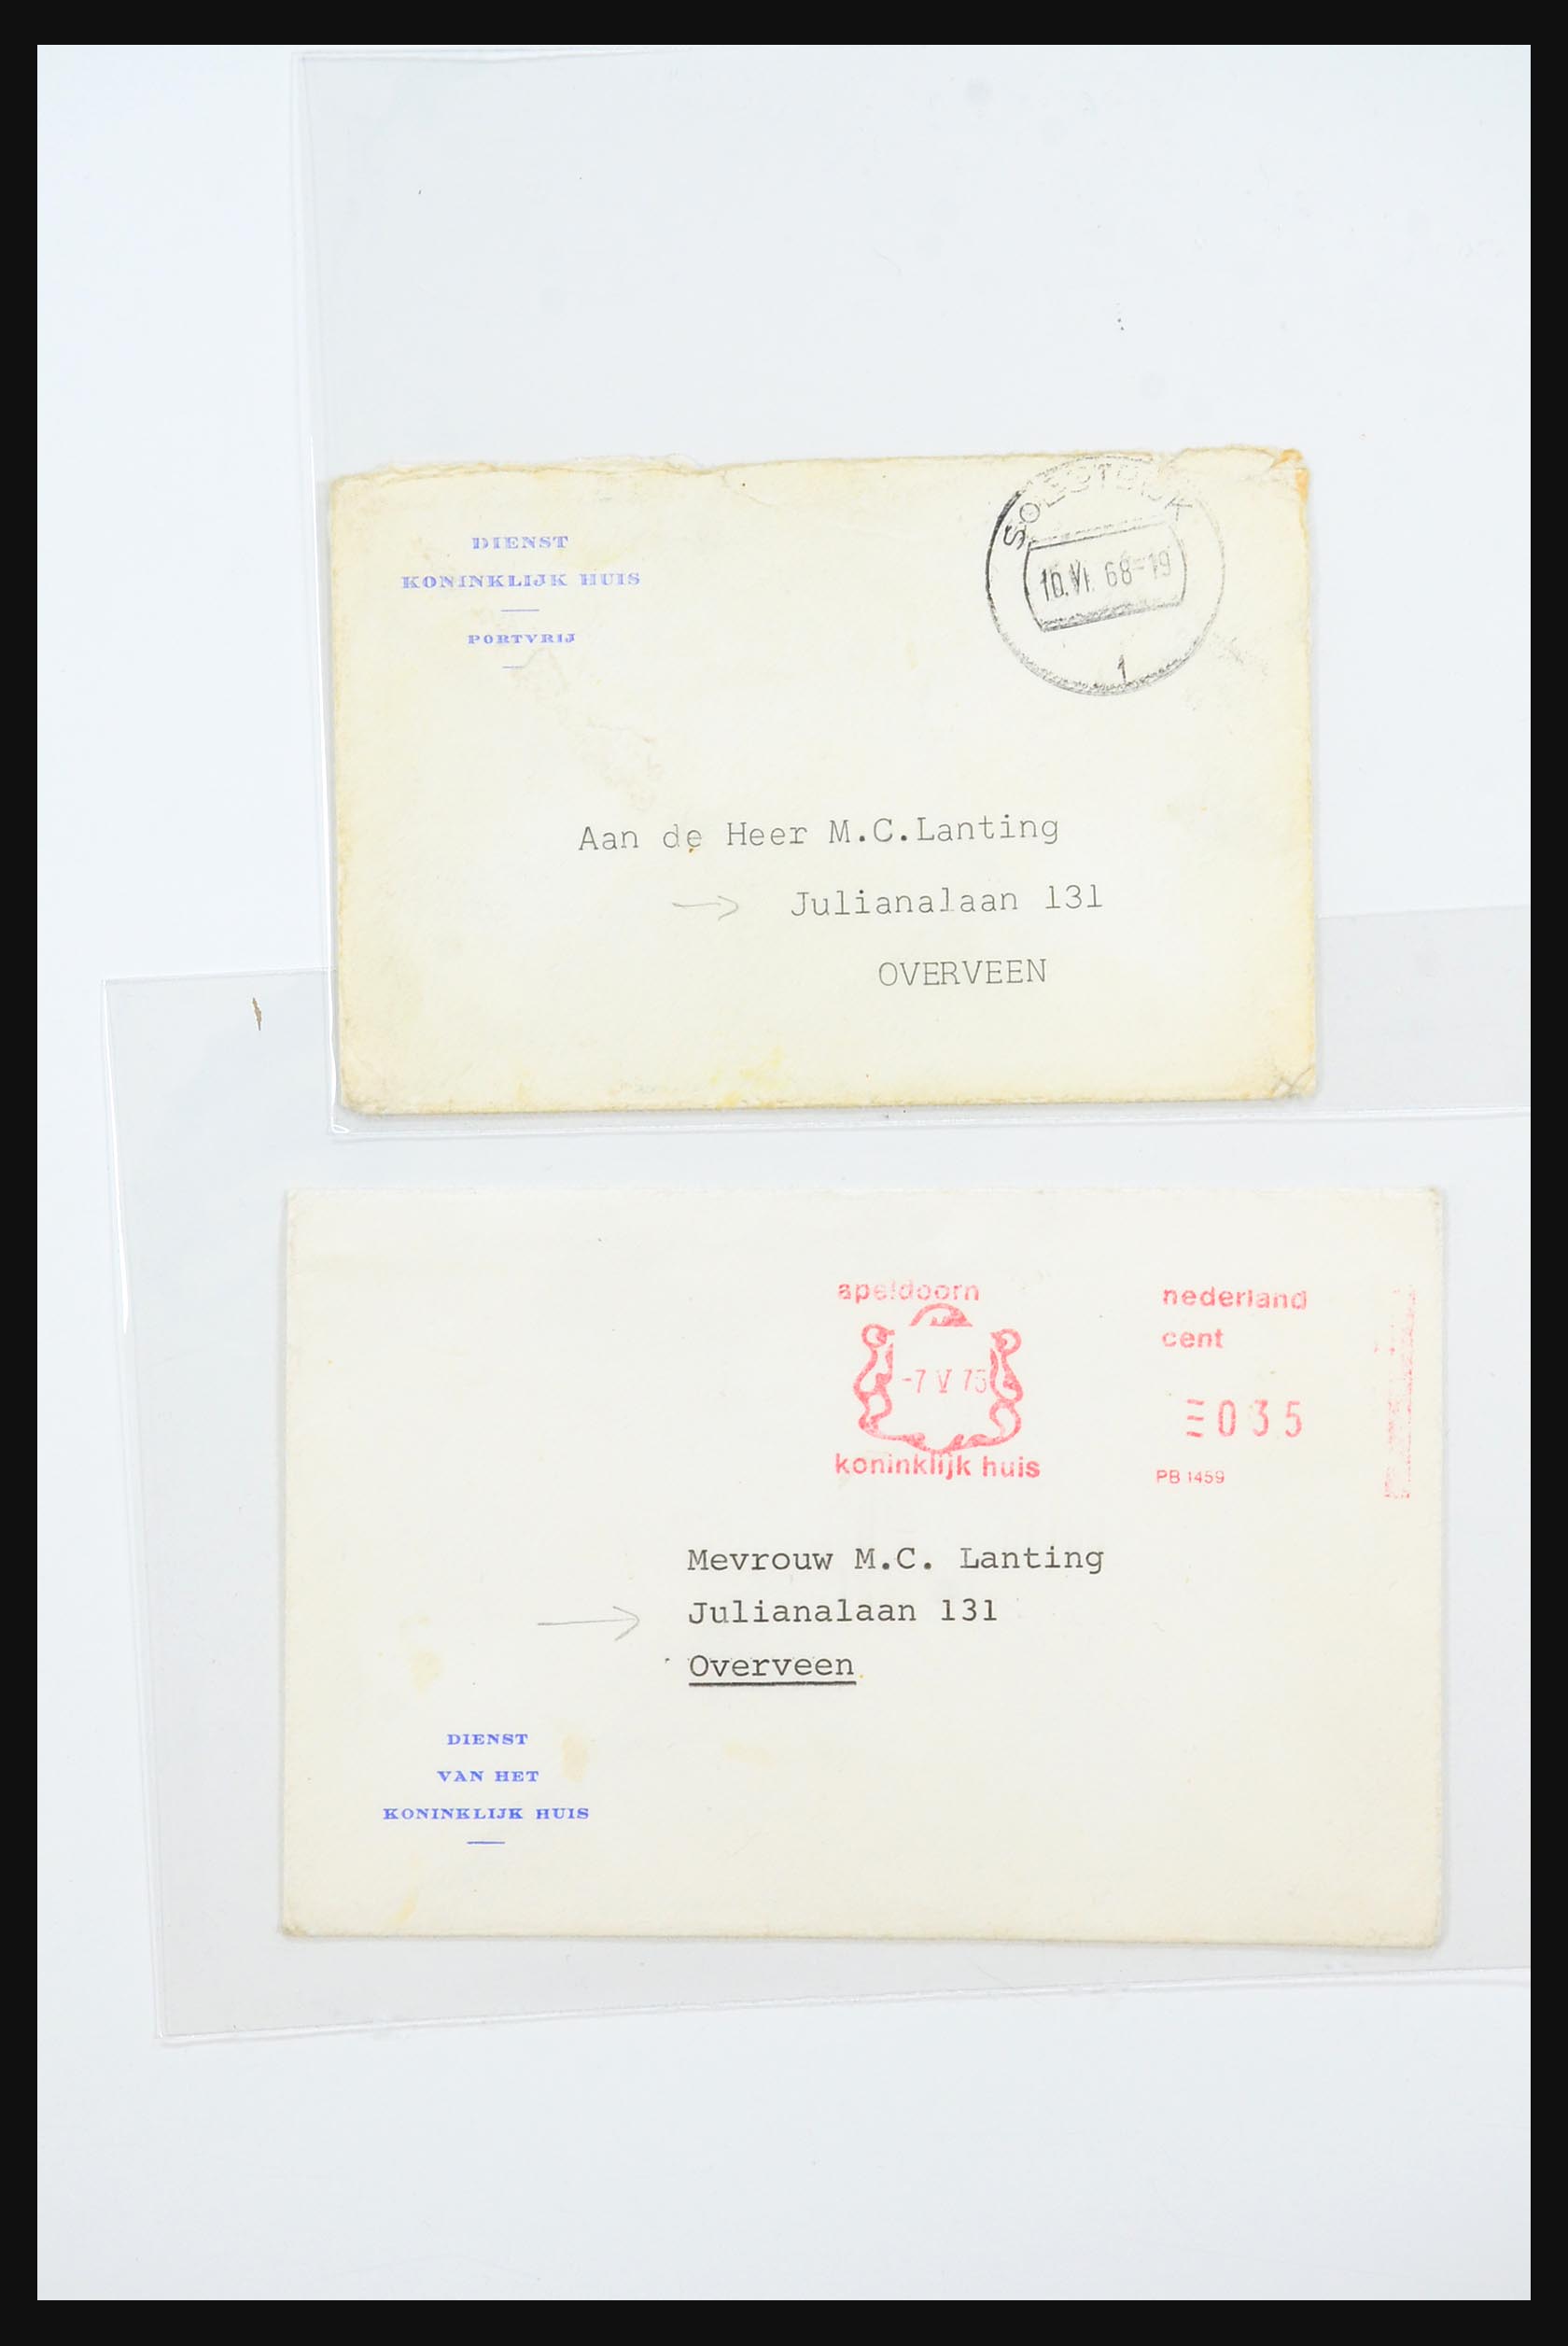 DIENST
KONINKLIJK HUIS
PORTVRIJ
SOESTDIJK
10.VI.68-19
1
Aan de Heer M.C.Lanting
Julianalaan 131
OVERVEEN
apeldoorn
nederland
cent
-7 V 75
035
koninklijk huis
PB 1459
Mevrouw M.C. Lanting
Julianalaan 131
Overveen
DIENST
VAN HET
KONINKLIJK HUIS